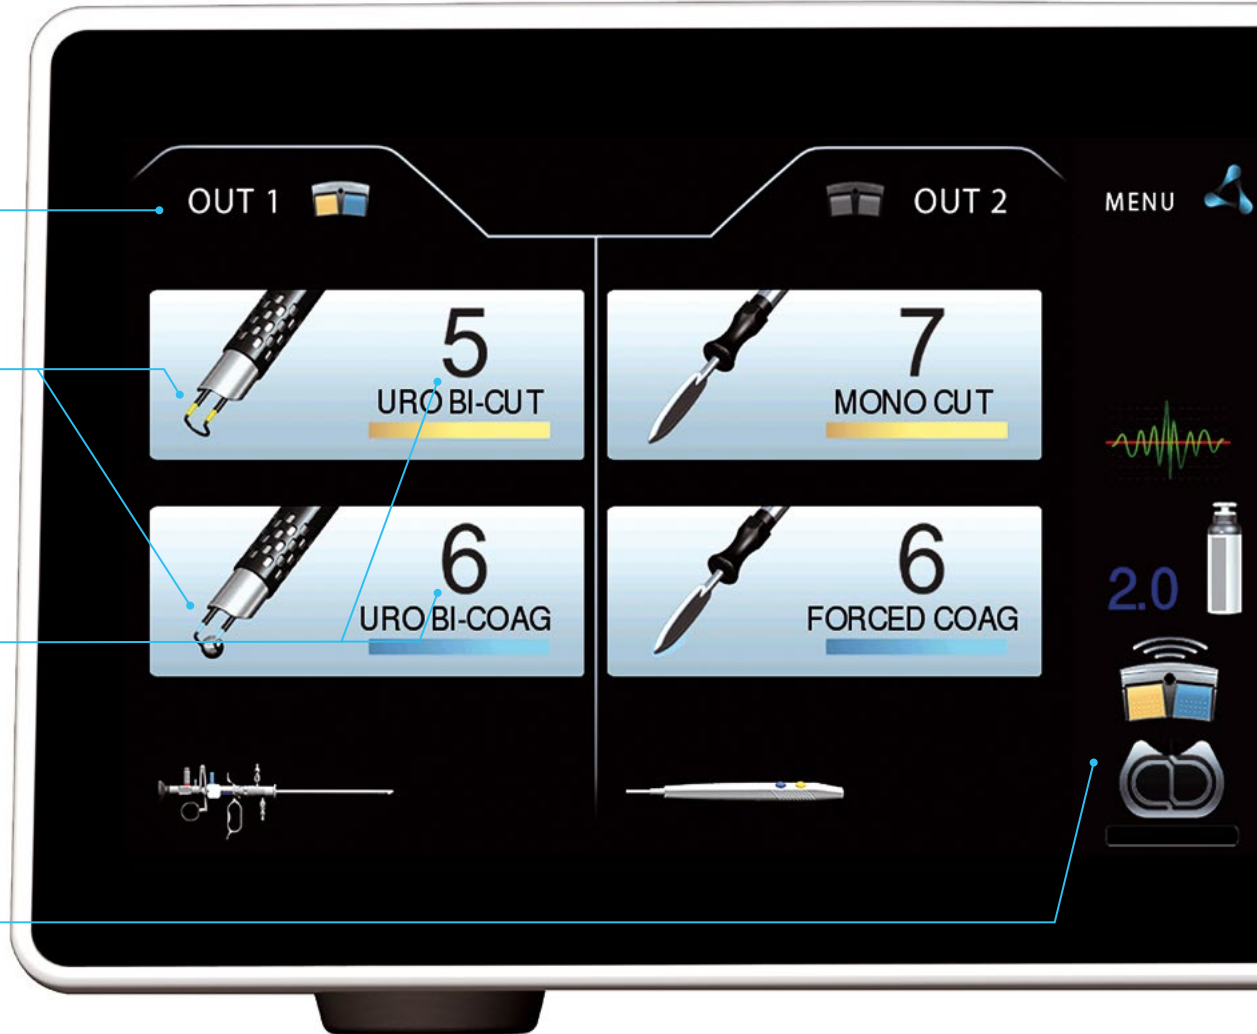 OUT 1
OUT 2
MENU
5
URO BI-CUT
7
MONO CUT
6
URO BI-COAG
6
FORCED COAG
2.0